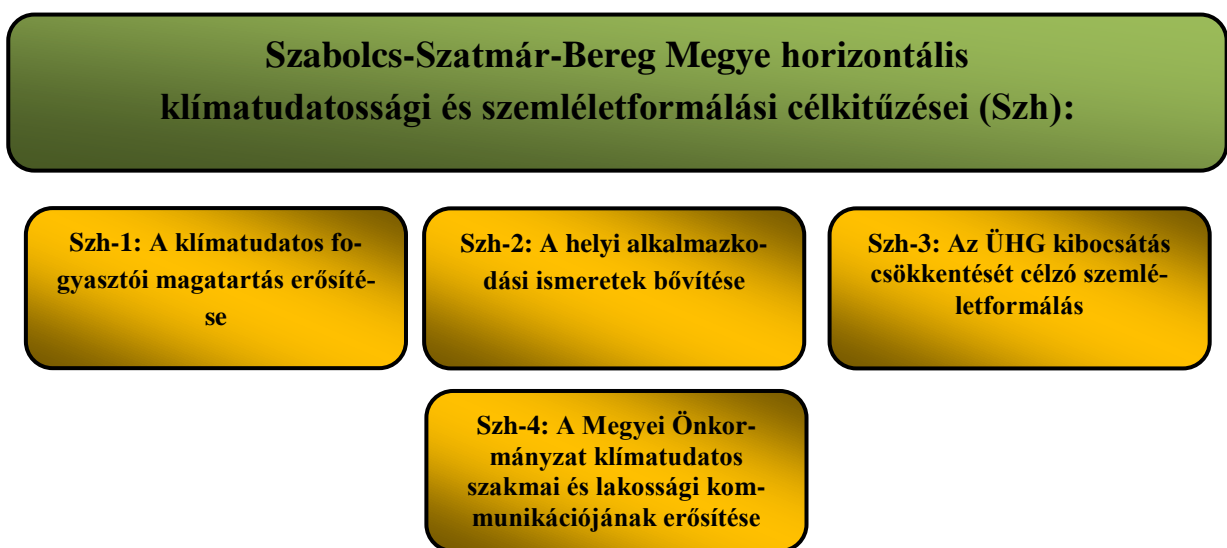 Szabolcs-Szatmár-Bereg Megye horizontális
klímatudatossági és szemléletformálási célkitűzései (Szh):
Szh-1: A klímatudatos fo-
gyasztói magatartás erősíté-
se
Szh-2: A helyi alkalmazko-
dási ismeretek bővítése
Szh-3: Az ÜHG kibocsátás
csökkentését célzó szemlé-
letformálás
Szh-4: A Megyei Önkor-
mányzat klímatudatos
szakmai és lakossági kom-
munikációjának erősítése